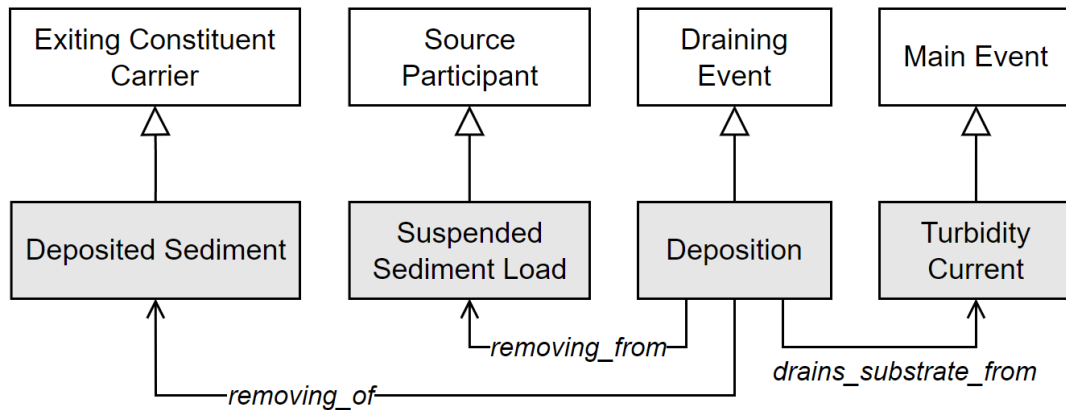 Exiting Constituent
Carrier
Source
Participant
Draining
Event
Main Event
Deposited Sediment
Suspended
Sediment Load
Deposition
Turbidity
Current
removing_from
drains_substrate_from
removing_of